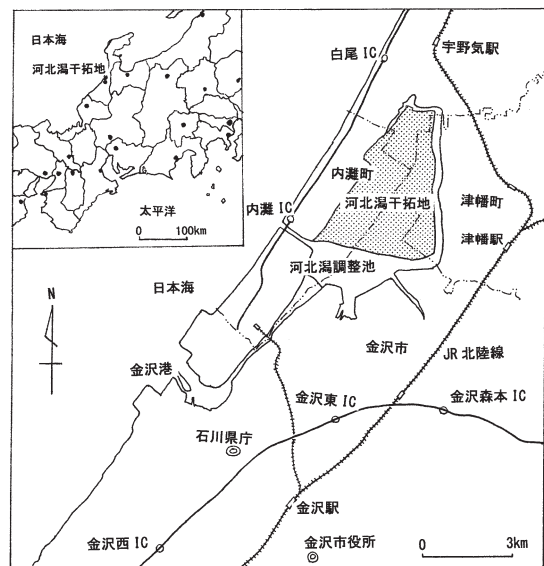 日本海
河北潟干拓地
太平洋
0 100km
白尾 IC
宇野気駅
内灘町
河北潟干拓地
内灘 IC
津幡町
津幡駅
河北潟調整池
日本海
N
金沢市
JR 北陸線
金沢港
金沢東 IC
金沢森本 IC
石川県庁
金沢駅
金沢西 IC
金沢市役所
0 3km